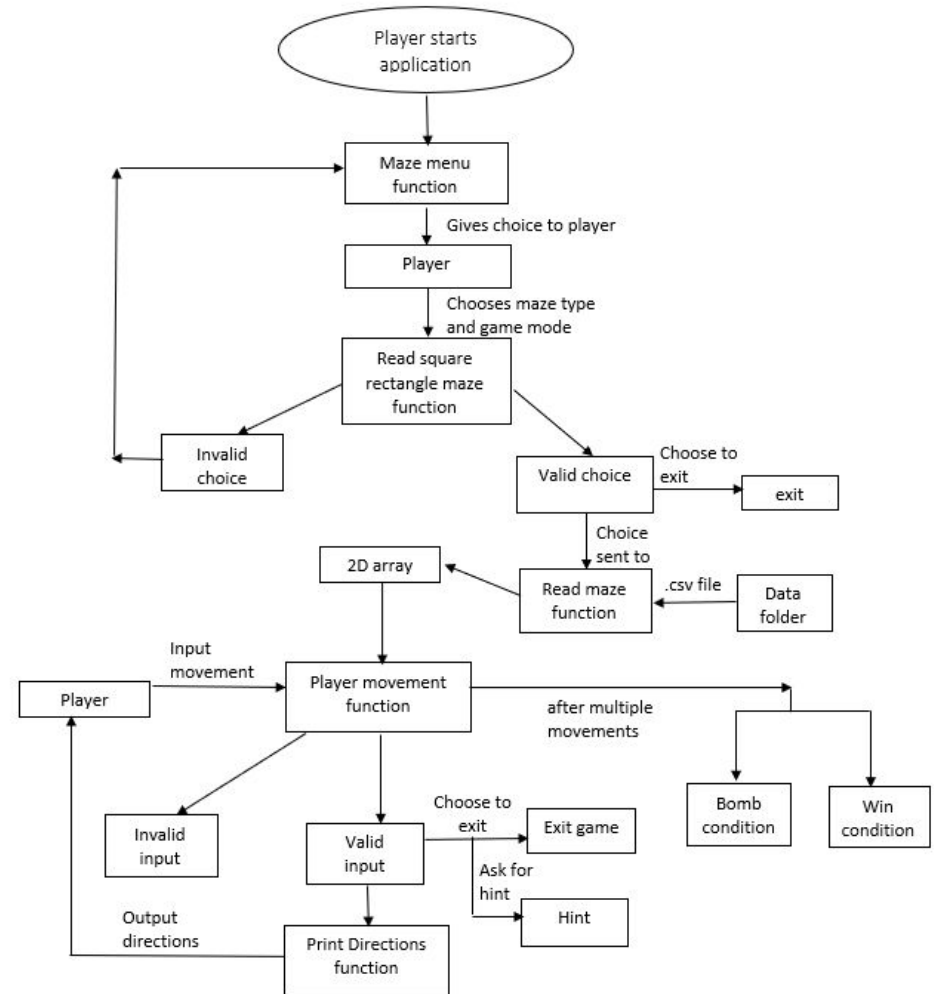 Player starts
application
Maze menu
function
Gives choice to player
Player
Chooses maze type
and game mode
Read square
rectangle maze
function
Invalid
choice
Valid choice
Choose to
exit
exit
Choice
sent to
2D array
Read maze
function
.csv file
Data
folder
Input
movement
Player
Player movement
function
after multiple
movements
Bomb
condition
Win
condition
Invalid
input
Valid
input
Choose to
exit
Exit game
Ask for
hint
Hint
Output
directions
Print Directions
function